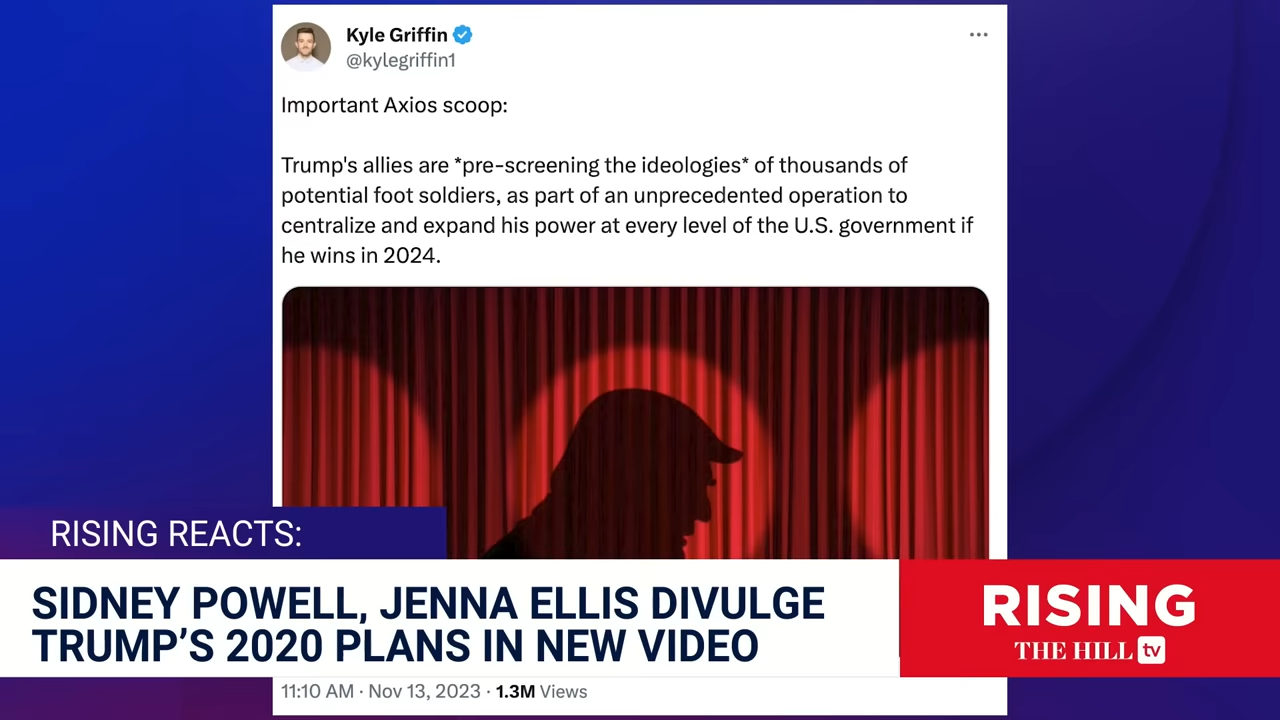 Kyle Griffin
@kylegriffin1
Important Axios scoop:
Trump's allies are *pre-screening the ideologies* of thousands of
potential foot soldiers, as part of an unprecedented operation to
centralize and expand his power at every level of the U.S. government if
he wins in 2024.
RISING REACTS:
SIDNEY POWELL, JENNA ELLIS DIVULGE
TRUMP’S 2020 PLANS IN NEW VIDEO
RISING
THE HILL tv
11:10 AM · Nov 13, 2023 · 1.3M Views